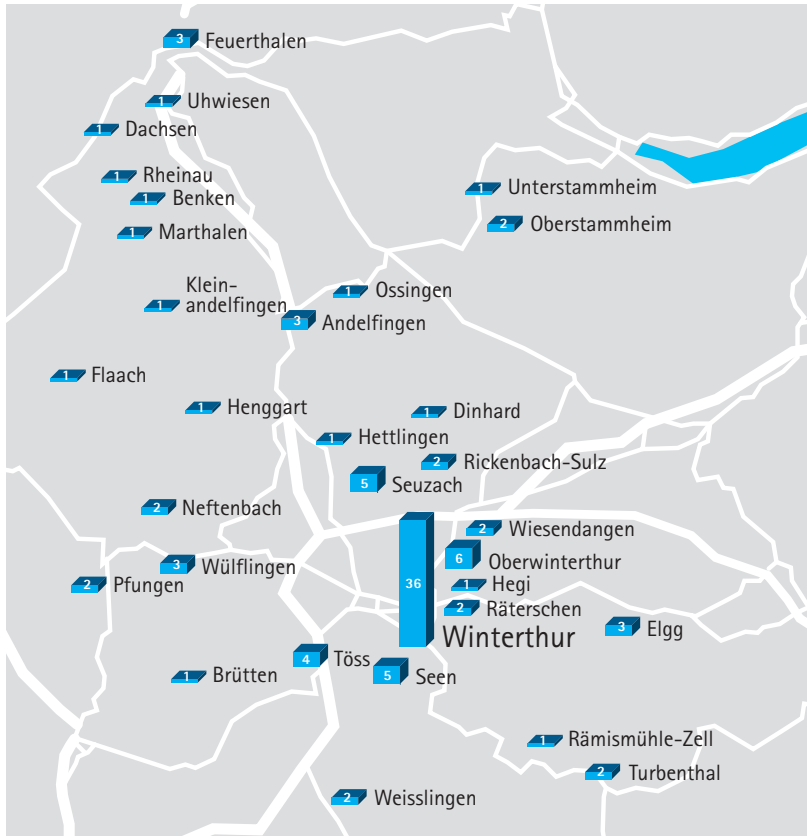 3 Feuerthalen
1 Uhwiesen
1 Dachsen
1 Rheinau
1 Benken
1 Unterstammheim
2 Oberstammheim
1 Marthalen
1 Klein-
andelfingen
1 Ossingen
3 Andelfingen
1 Flaach
1 Henggart
1 Dinhard
1 Hettlingen
2 Rickenbach-Sulz
5 Seuzach
2 Neftenbach
2 Wiesendangen
6 Oberwinterthur
3 Wülflingen
2 Pfungen
1 Hegi
2 Räterschen
36 Winterthur
3 Elgg
4 Töss
5 Seen
1 Brütten
1 Rämismühle-Zell
2 Turbenthal
2 Weisslingen